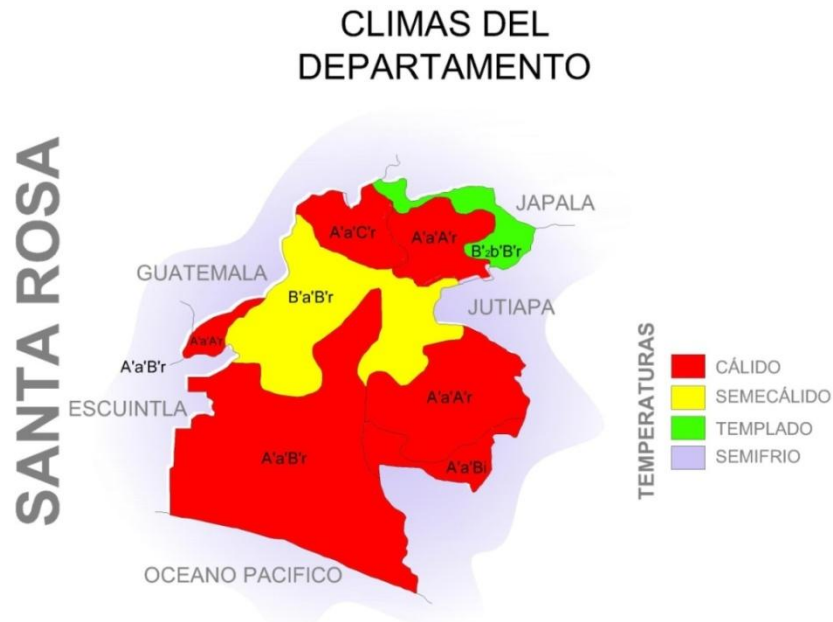 CLIMAS DEL
DEPARTAMENTO
SANTA ROSA
JAPALA
A'a'C'r
A'a'A'r
B'₂b'B'r
GUATEMALA
B'a'B'r
JUTIAPA
A'a'A'r
A'a'B'r
ESCUINTLA
A'a'A'r
A'a'B'r
A'a'Bi
OCEANO PACIFICO
TEMPERATURAS
CÁLIDO
SEMECÁLIDO
TEMPLADO
SEMIFRIO